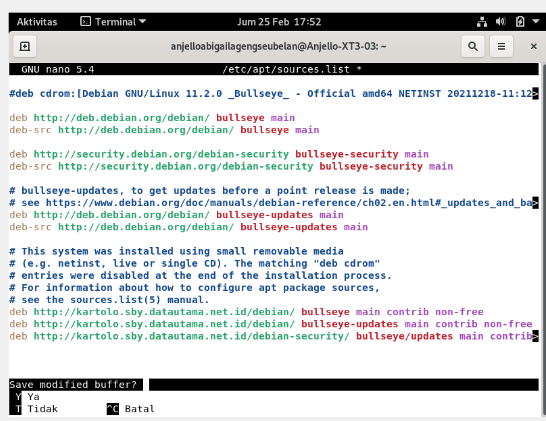 Aktivitas Terminal Jum 25 Feb 17:52
anjelloabigailagengseubelan@Anjello-XT3-03: ~
GNU nano 5.4 /etc/apt/sources.list *
#deb cdrom:[Debian GNU/Linux 11.2.0 _Bullseye_ - Official amd64 NETINST 20211218-11:12>
deb http://deb.debian.org/debian/ bullseye main
deb-src http://deb.debian.org/debian/ bullseye main
deb http://security.debian.org/debian-security bullseye-security main
deb-src http://security.debian.org/debian-security bullseye-security main
# bullseye-updates, to get updates before a point release is made;
# see https://www.debian.org/doc/manuals/debian-reference/ch02.en.html#_updates_and_ba>
deb http://deb.debian.org/debian/ bullseye-updates main
deb-src http://deb.debian.org/debian/ bullseye-updates main
# This system was installed using small removable media
# (e.g. netinst, live or single CD). The matching "deb cdrom"
# entries were disabled at the end of the installation process.
# For information about how to configure apt package sources,
# see the sources.list(5) manual.
deb http://kartolo.sby.datautama.net.id/debian/ bullseye main contrib non-free
deb http://kartolo.sby.datautama.net.id/debian/ bullseye-updates main contrib non-free
deb http://kartolo.sby.datautama.net.id/debian-security/ bullseye/updates main contrib>
Save modified buffer?
Y Ya
T Tidak ^C Batal